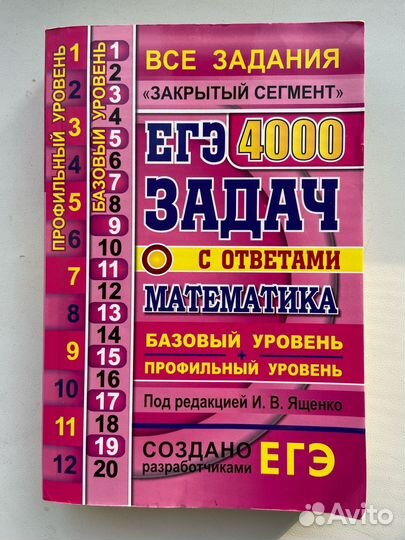 ПРОФИЛЬНЫЙ УРОВЕНЬ
1
2
3
4
5
6
7
8
9
10
11
12
БАЗОВЫЙ УРОВЕНЬ
1
2
3
4
5
6
7
8
9
10
11
12
13
14
15
16
17
18
19
20
ВСЕ ЗАДАНИЯ
«ЗАКРЫТЫЙ СЕГМЕНТ»
ЕГЭ 4000
ЗАДАЧ
С ОТВЕТАМИ
МАТЕМАТИКА
БАЗОВЫЙ УРОВЕНЬ
+
ПРОФИЛЬНЫЙ УРОВЕНЬ
Под редакцией И. В. Ященко
СОЗДАНО
разработчиками ЕГЭ
Avito